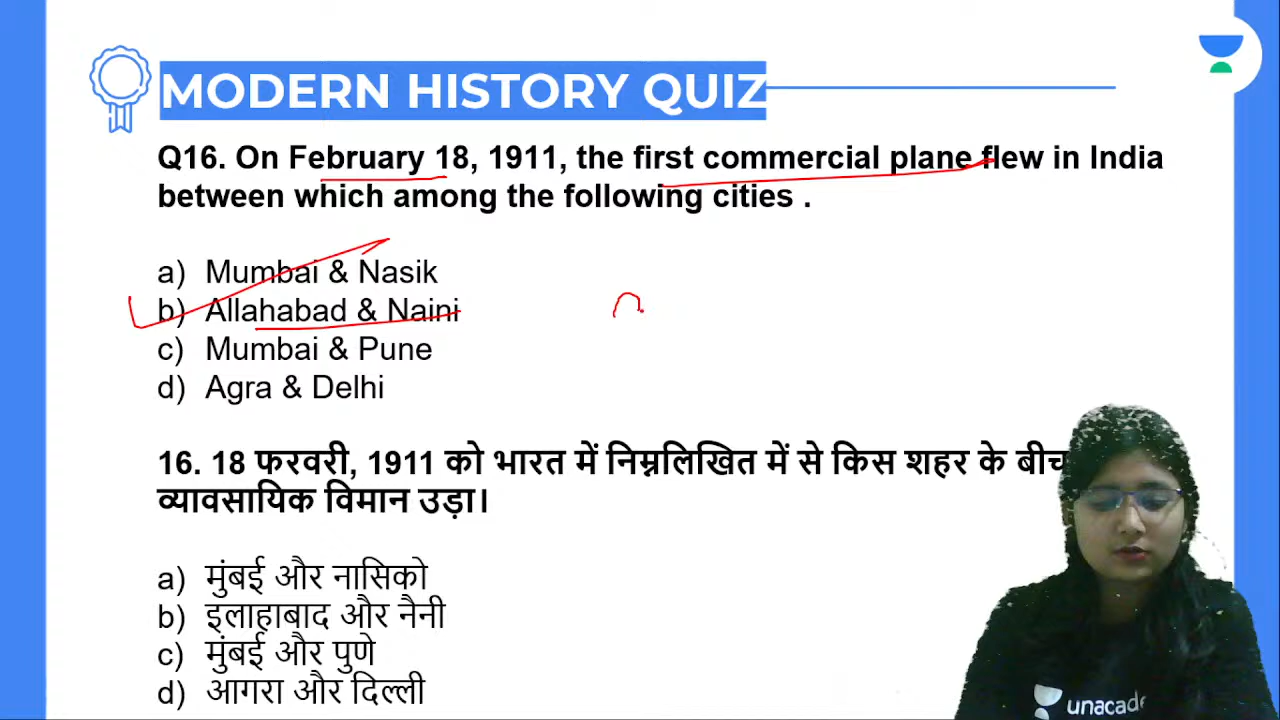 MODERN HISTORY QUIZ
Q16. On February 18, 1911, the first commercial plane flew in India
between which among the following cities .
a) Mumbai & Nasik
b) Allahabad & Naini
c) Mumbai & Pune
d) Agra & Delhi
16. 18 फरवरी, 1911 को भारत में निम्नलिखित में से किस शहर के बीच
व्यावसायिक विमान उड़ा।
a) मुंबई और नासिको
b) इलाहाबाद और नैनी
c) मुंबई और पुणे
d) आगरा और दिल्ली